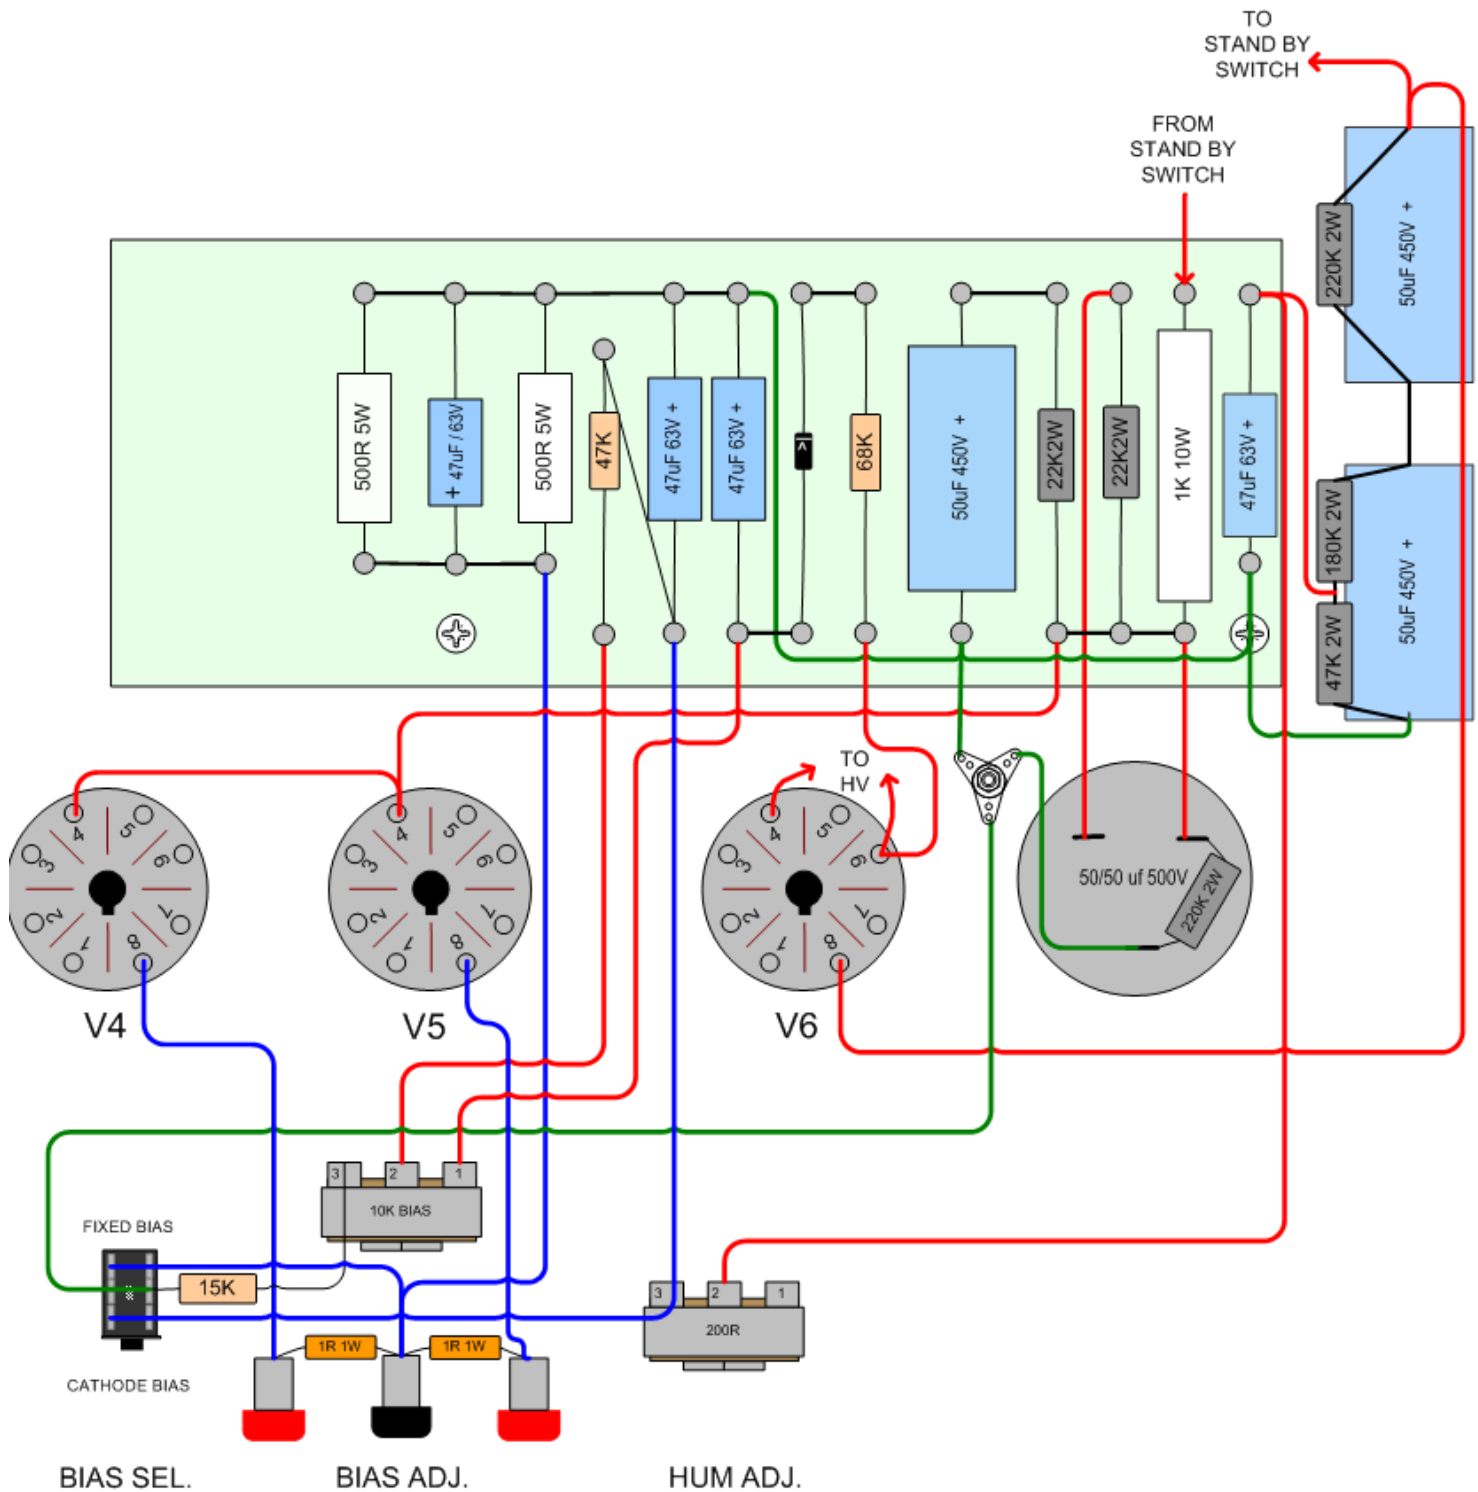 TO
STAND BY
SWITCH
FROM
STAND BY
SWITCH
220K 2W
50uF 450V +
500R 5W
+ 47uF / 63V
500R 5W
47K
47uF 63V +
47uF 63V +
V
68K
50uF 450V +
22K2W
22K2W
1K 10W
47uF 63V +
180K 2W
47K 2W
50uF 450V +
TO
HV
1 2 3 4 5 6 7 8
1 2 3 4 5 6 7 8
1 2 3 4 5 6 7 8
50/50 uf 500V
220K 2W
V4
V5
V6
3 2 1
10K BIAS
FIXED BIAS
15K
3 2 1
200R
1R 1W
1R 1W
CATHODE BIAS
BIAS SEL.
BIAS ADJ.
HUM ADJ.